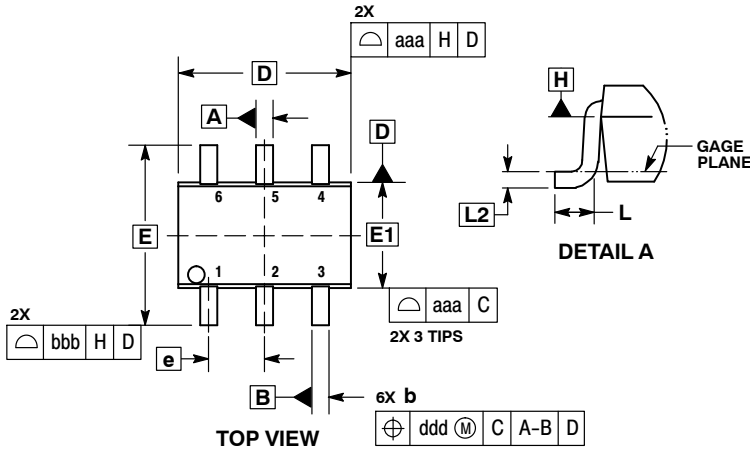 2X
⌓ aaa H D
D
A
D
H
GAGE
PLANE
6 5 4
E
E1
L2
L
DETAIL A
1 2 3
2X
⌓ bbb H D
⌓ aaa C
2X 3 TIPS
e
B
6X b
⌖ ddd Ⓜ C A-B D
TOP VIEW